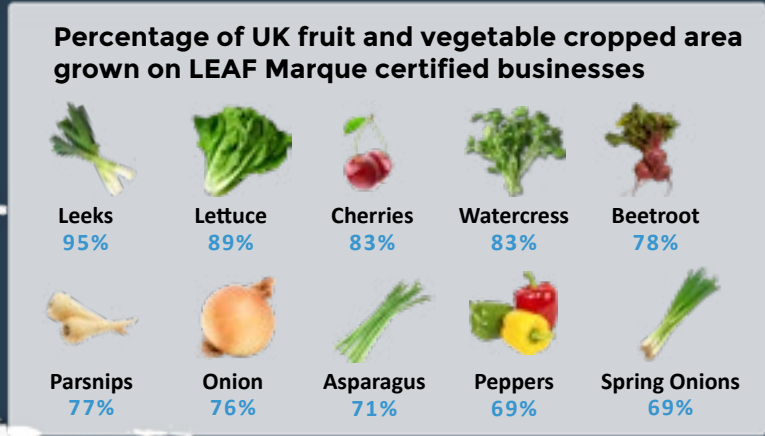 Percentage of UK fruit and vegetable cropped area
grown on LEAF Marque certified businesses
Leeks Lettuce Cherries Watercress Beetroot
95% 89% 83% 83% 78%
Parsnips Onion Asparagus Peppers Spring Onions
77% 76% 71% 69% 69%